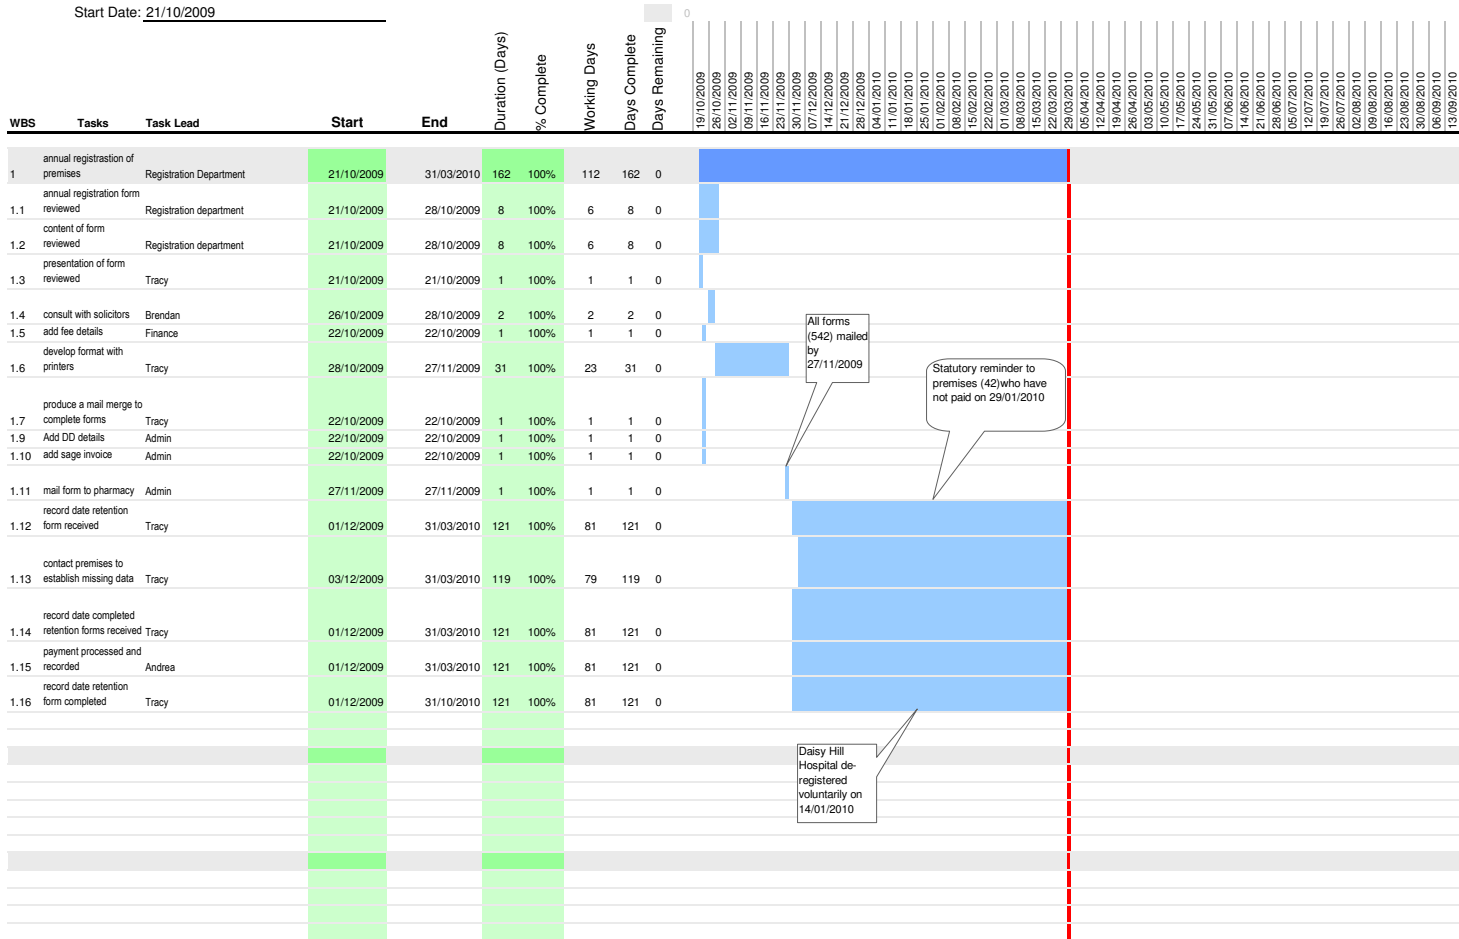 Start Date: 21/10/2009
0
WBS Tasks Task Lead Start End Duration (Days) % Complete Working Days Days Complete Days Remaining 19/10/2009 26/10/2009 02/11/2009 09/11/2009 16/11/2009 23/11/2009 30/11/2009 07/12/2009 14/12/2009 21/12/2009 28/12/2009 04/01/2010 11/01/2010 18/01/2010 25/01/2010 01/02/2010 08/02/2010 15/02/2010 22/02/2010 01/03/2010 08/03/2010 15/03/2010 22/03/2010 29/03/2010 05/04/2010 12/04/2010 19/04/2010 26/04/2010 03/05/2010 10/05/2010 17/05/2010 24/05/2010 31/05/2010 07/06/2010 14/06/2010 21/06/2010 28/06/2010 05/07/2010 12/07/2010 19/07/2010 26/07/2010 02/08/2010 09/08/2010 16/08/2010 23/08/2010 30/08/2010 06/09/2010 13/09/2010
annual registrastion of
1 premises Registration Department 21/10/2009 31/03/2010 162 100% 112 162 0
annual registration form
1.1 reviewed Registration department 21/10/2009 28/10/2009 8 100% 6 8 0
content of form
1.2 reviewed Registration department 21/10/2009 28/10/2009 8 100% 6 8 0
presentation of form
1.3 reviewed Tracy 21/10/2009 21/10/2009 1 100% 1 1 0
1.4 consult with solicitors Brendan 26/10/2009 28/10/2009 2 100% 2 2 0
1.5 add fee details Finance 22/10/2009 22/10/2009 1 100% 1 1 0
All forms
(542) mailed
by
27/11/2009
develop format with
1.6 printers Tracy 28/10/2009 27/11/2009 31 100% 23 31 0
Statutory reminder to
premises (42)who have
not paid on 29/01/2010
produce a mail merge to
1.7 complete forms Tracy 22/10/2009 22/10/2009 1 100% 1 1 0
1.9 Add DD details Admin 22/10/2009 22/10/2009 1 100% 1 1 0
1.10 add sage invoice Admin 22/10/2009 22/10/2009 1 100% 1 1 0
1.11 mail form to pharmacy Admin 27/11/2009 27/11/2009 1 100% 1 1 0
record date retention
1.12 form received Tracy 01/12/2009 31/03/2010 121 100% 81 121 0
contact premises to
1.13 establish missing data Tracy 03/12/2009 31/03/2010 119 100% 79 119 0
record date completed
1.14 retention forms received Tracy 01/12/2009 31/03/2010 121 100% 81 121 0
payment processed and
1.15 recorded Andrea 01/12/2009 31/03/2010 121 100% 81 121 0
record date retention
1.16 form completed Tracy 01/12/2009 31/10/2010 121 100% 81 121 0
Daisy Hill
Hospital de-
registered
voluntarily on
14/01/2010